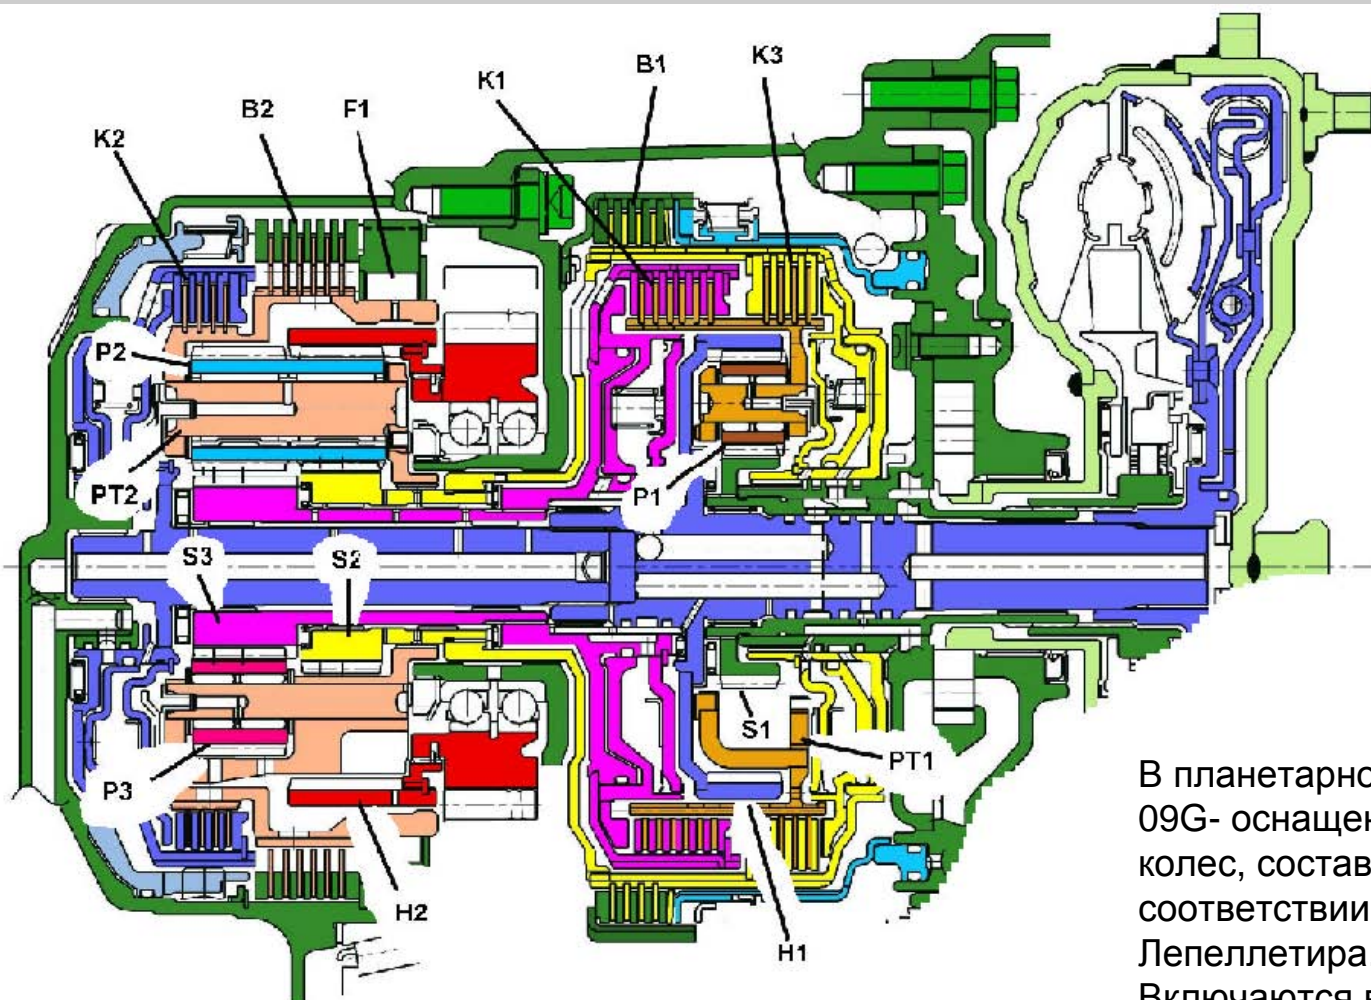 K3
B1
K1
B2
F1
K2
P2
PT2
P1
S3
S2
S1
PT1
P3
H2
H1
В планетарно
09G- оснащен
колес, состав
соответствии
Лепеллетира